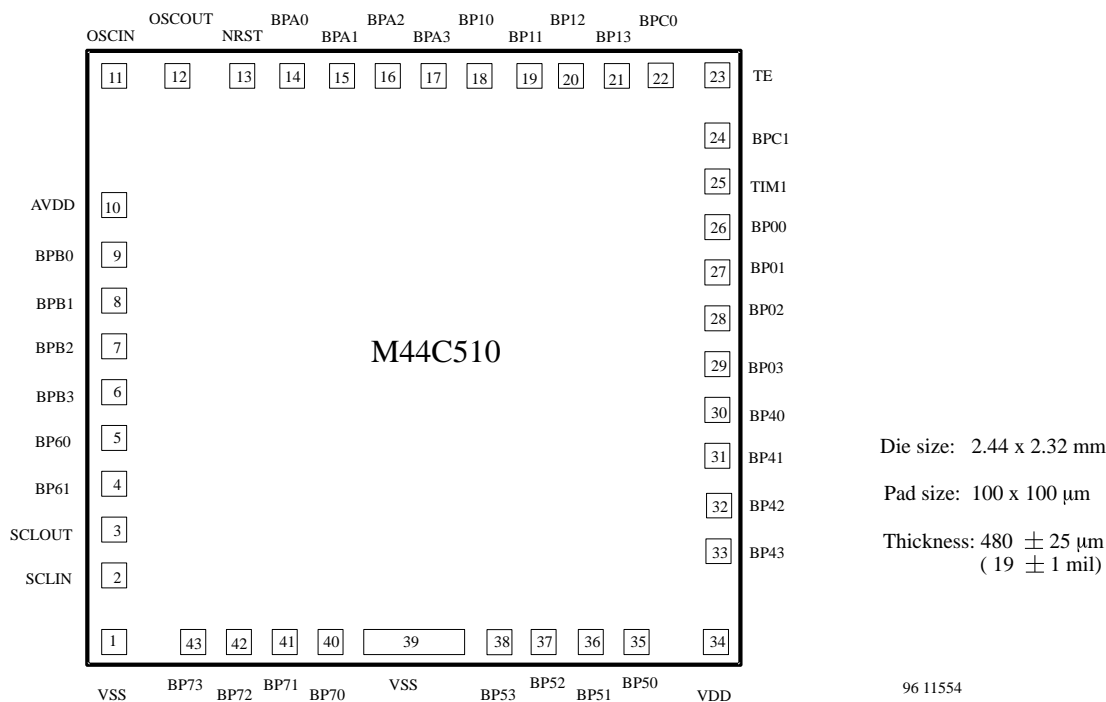 OSCOUT BPA0 BPA2 BP10 BP12 BPC0
OSCIN NRST BPA1 BPA3 BP11 BP13
11 12 13 14 15 16 17 18 19 20 21 22 23 TE
24 BPC1
25 TIM1
AVDD 10
26 BP00
BPB0 9
27 BP01
BPB1 8
28 BP02
BPB2 7
M44C510
29 BP03
BPB3 6
30 BP40
BP60 5
31 BP41
Die size: 2.44 x 2.32 mm
BP61 4
Pad size: 100 x 100 μm
32 BP42
SCLOUT 3
33 BP43
Thickness: 480 ± 25 μm
( 19 ± 1 mil)
SCLIN 2
1 43 42 41 40 39 38 37 36 35 34
VSS BP73 BP72 BP71 BP70 VSS BP53 BP52 BP51 BP50 VDD
96 11554